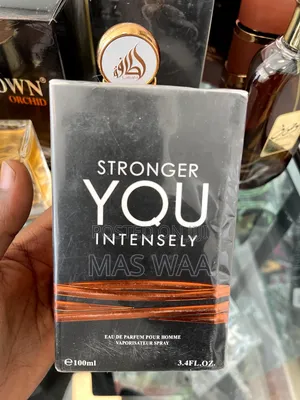 OWN
ORCHID
STRONGER
YOU
INTENSELY
MAS WAA
EAU DE PARFUM POUR HOMME
VAPORISATEUR SPRAY
℮100ml
3.4FL.OZ.